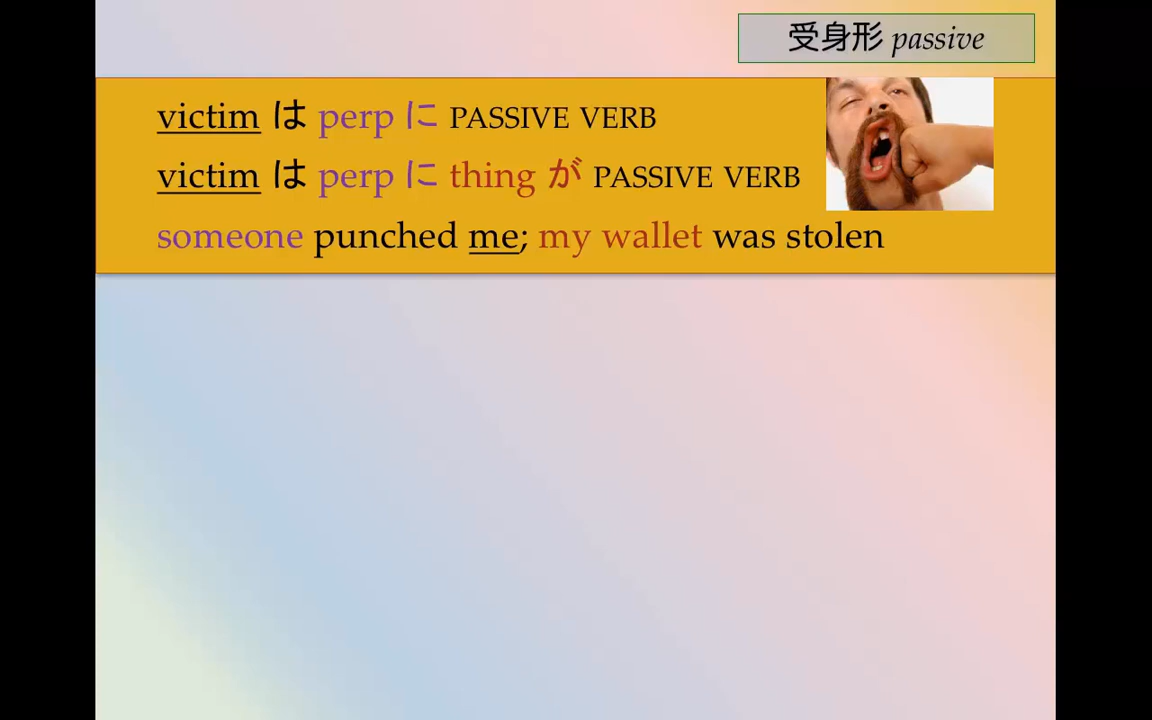 受身形 passive
victim は perp に PASSIVE VERB
victim は perp に thing が PASSIVE VERB
someone punched me; my wallet was stolen